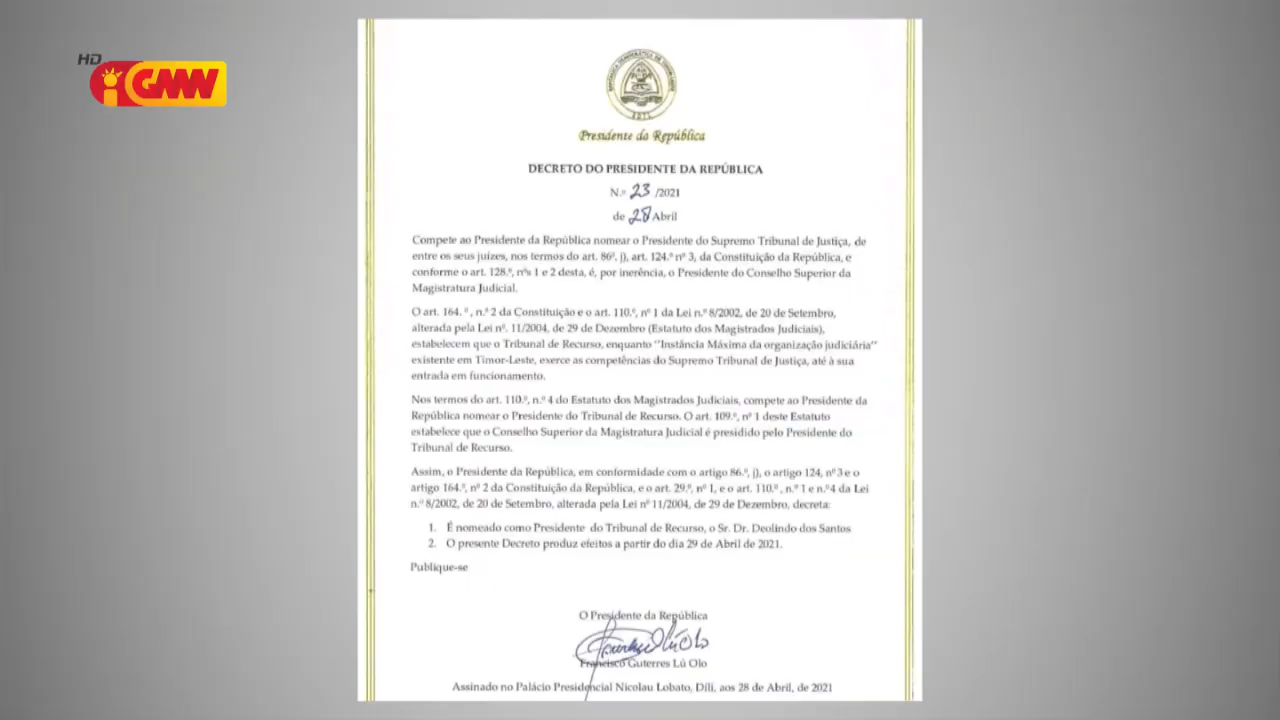 HD
GMN
Presidente da República
DECRETO DO PRESIDENTE DA REPÚBLICA
N.º 23 /2021
de 28 Abril
Compete ao Presidente da República nomear o Presidente do Supremo Tribunal de Justiça, de
entre os seus juízes, nos termos do art. 86º, j), art. 124.º nº 3, da Constituição da República, e
conforme o art. 128.º, nºs 1 e 2 desta, é, por inerência, o Presidente do Conselho Superior da
Magistratura Judicial.
O art. 164. º , n.º 2 da Constituição e o art. 110.º, nº 1 da Lei n.º 8/2002, de 20 de Setembro,
alterada pela Lei nº. 11/2004, de 29 de Dezembro (Estatuto dos Magistrados Judiciais),
estabelecem que o Tribunal de Recurso, enquanto “Instância Máxima da organização judiciária”
existente em Timor-Leste, exerce as competências do Supremo Tribunal de Justiça, até à sua
entrada em funcionamento.
Nos termos do art. 110.º, n.º 4 do Estatuto dos Magistrados Judiciais, compete ao Presidente da
República nomear o Presidente do Tribunal de Recurso. O art. 109.º, nº 1 deste Estatuto
estabelece que o Conselho Superior da Magistratura Judicial é presidido pelo Presidente do
Tribunal de Recurso.
Assim, o Presidente da República, em conformidade com o artigo 86.º, j), o artigo 124, nº 3 e o
artigo 164.º, nº 2 da Constituição da República, e o art. 29.º, nº 1, e o art. 110.º , n.º 1 e n.º 4 da Lei
n.º 8/2002, de 20 de Setembro, alterada pela Lei nº 11/2004, de 29 de Dezembro, decreta:
1. É nomeado como Presidente do Tribunal de Recurso, o Sr. Dr. Deolindo dos Santos
2. O presente Decreto produz efeitos a partir do dia 29 de Abril de 2021.
Publique-se
O Presidente da República
Francisco Guterres Lú Olo
Assinado no Palácio Presidencial Nicolau Lobato, Díli, aos 28 de Abril, de 2021